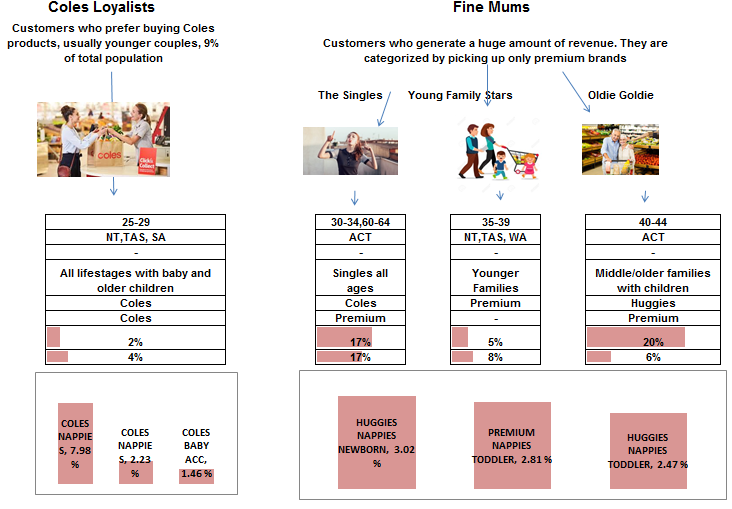 Coles Loyalists
Customers who prefer buying Coles
products, usually younger couples, 9%
of total population
coles
Click&
Collect
25-29
NT,TAS, SA
-
All lifestages with baby and
older children
Coles
Coles
2%
4%
COLES
NAPPIE
S, 7.98
%
COLES
NAPPIE
S, 2.23
%
COLES
BABY
ACC,
1.46 %
Fine Mums
Customers who generate a huge amount of revenue. They are
categorized by picking up only premium brands
The Singles
Young Family Stars
Oldie Goldie
30-34,60-64
ACT
-
Singles all
ages
Coles
Premium
17%
17%
35-39
NT,TAS, WA
-
Younger
Families
Premium
-
5%
8%
40-44
ACT
-
Middle/older families
with children
Huggies
Premium
20%
6%
HUGGIES
NAPPIES
NEWBORN, 3.02
%
PREMIUM
NAPPIES
TODDLER, 2.81 %
HUGGIES
NAPPIES
TODDLER, 2.47 %